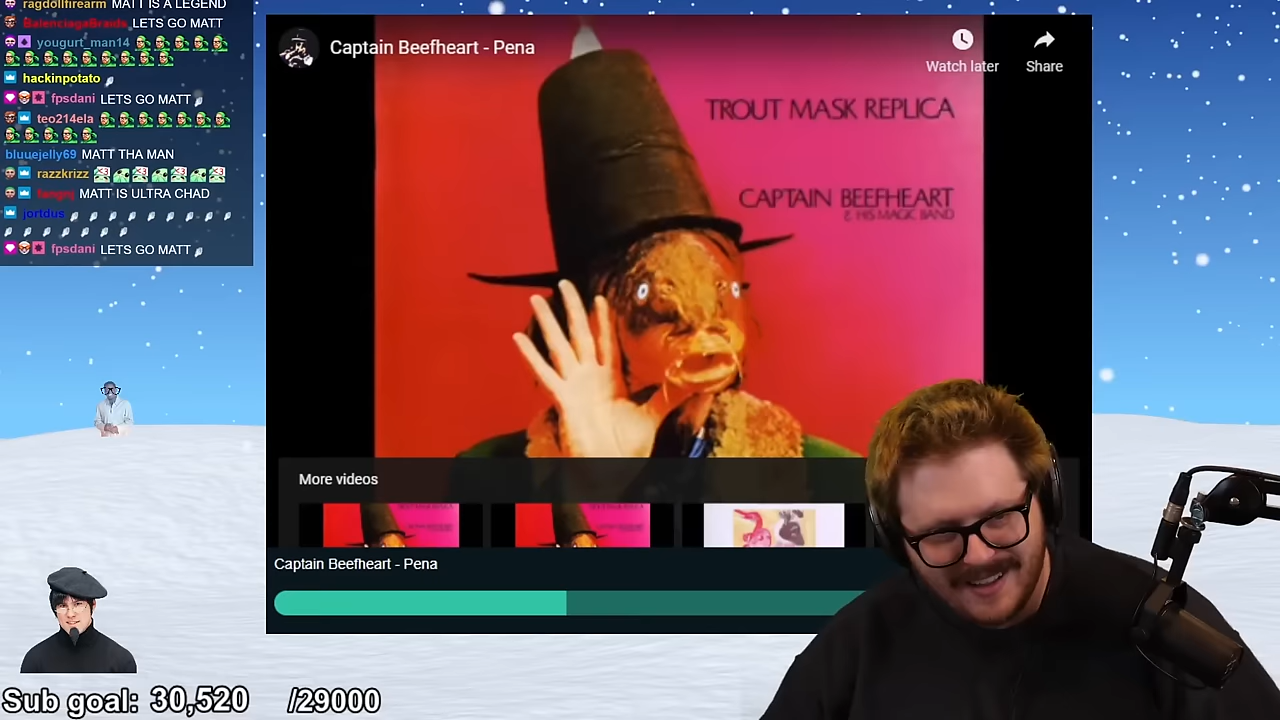 ragdollfirearm MATT IS A LEGEND
BalenciagaBraids LETS GO MATT
yougurt_man14
hackinpotato
fpsdani LETS GO MATT
teo214ela
bluuejelly69 MATT THA MAN
razzkrizz
MATT IS ULTRA CHAD
jortdus
fpsdani LETS GO MATT
Captain Beefheart - Pena
Watch later
Share
TROUT MASK REPLICA
CAPTAIN BEEFHEART
& HIS MAGIC BAND
More videos
Captain Beefheart - Pena
Sub goal: 30,520 /29000